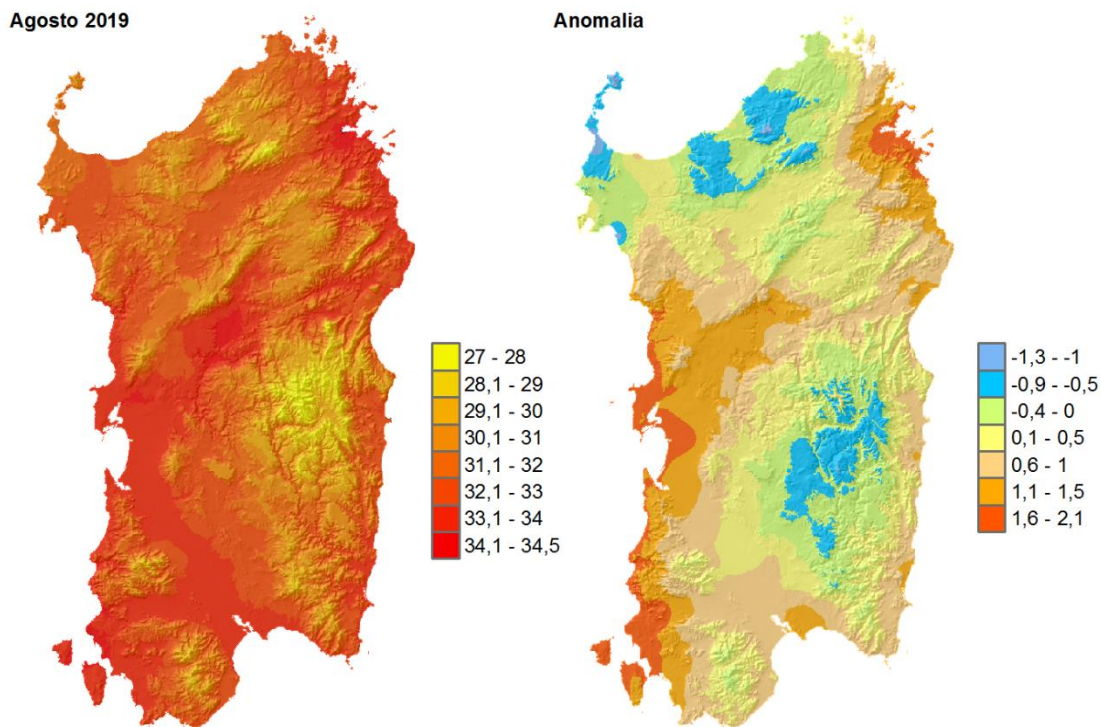 Agosto 2019
Anomalia
27 - 28
28,1 - 29
29,1 - 30
30,1 - 31
31,1 - 32
32,1 - 33
33,1 - 34
34,1 - 34,5
-1,3 - -1
-0,9 - -0,5
-0,4 - 0
0,1 - 0,5
0,6 - 1
1,1 - 1,5
1,6 - 2,1